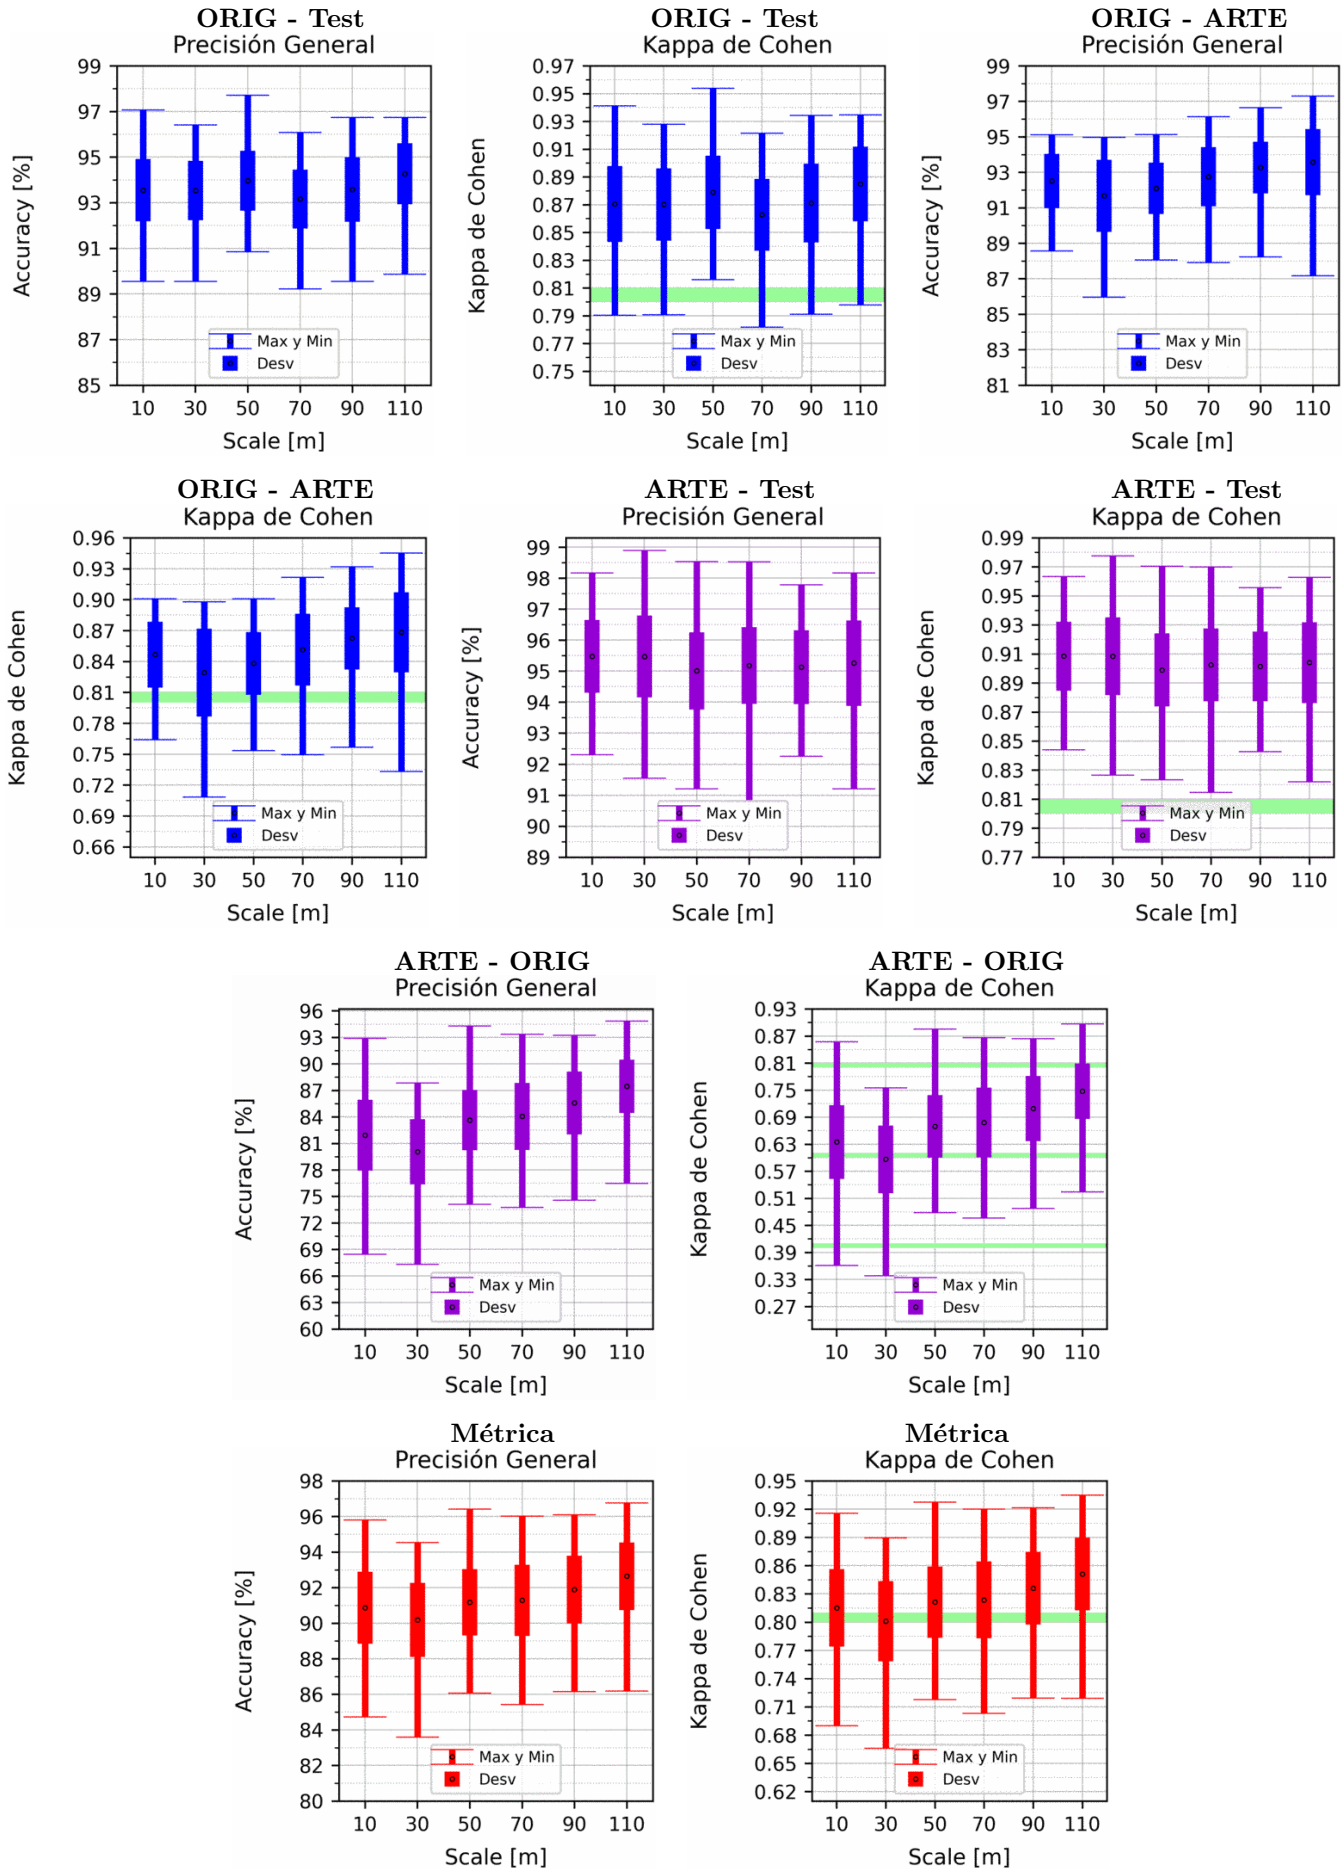 ORIG - Test
Precisión General
Accuracy [%]
99
97
95
93
91
89
87
85
Max y Min
Desv
10 30 50 70 90 110
Scale [m]
ORIG - Test
Kappa de Cohen
Kappa de Cohen
0.97
0.95
0.93
0.91
0.89
0.87
0.85
0.83
0.81
0.79
0.77
0.75
Max y Min
Desv
10 30 50 70 90 110
Scale [m]
ORIG - ARTE
Precisión General
Accuracy [%]
99
97
95
93
91
89
87
85
83
81
Max y Min
Desv
10 30 50 70 90 110
Scale [m]
ORIG - ARTE
Kappa de Cohen
Kappa de Cohen
0.96
0.93
0.90
0.87
0.84
0.81
0.78
0.75
0.72
0.69
0.66
Max y Min
Desv
10 30 50 70 90 110
Scale [m]
ARTE - Test
Precisión General
Accuracy [%]
99
98
97
96
95
94
93
92
91
90
89
Max y Min
Desv
10 30 50 70 90 110
Scale [m]
ARTE - Test
Kappa de Cohen
Kappa de Cohen
0.99
0.97
0.95
0.93
0.91
0.89
0.87
0.85
0.83
0.81
0.79
0.77
Max y Min
Desv
10 30 50 70 90 110
Scale [m]
ARTE - ORIG
Precisión General
Accuracy [%]
96
93
90
87
84
81
78
75
72
69
66
63
60
Max y Min
Desv
10 30 50 70 90 110
Scale [m]
ARTE - ORIG
Kappa de Cohen
Kappa de Cohen
0.93
0.87
0.81
0.75
0.69
0.63
0.57
0.51
0.45
0.39
0.33
0.27
Max y Min
Desv
10 30 50 70 90 110
Scale [m]
Métrica
Precisión General
Accuracy [%]
98
96
94
92
90
88
86
84
82
80
Max y Min
Desv
10 30 50 70 90 110
Scale [m]
Métrica
Kappa de Cohen
Kappa de Cohen
0.95
0.92
0.89
0.86
0.83
0.80
0.77
0.74
0.71
0.68
0.65
0.62
Max y Min
Desv
10 30 50 70 90 110
Scale [m]